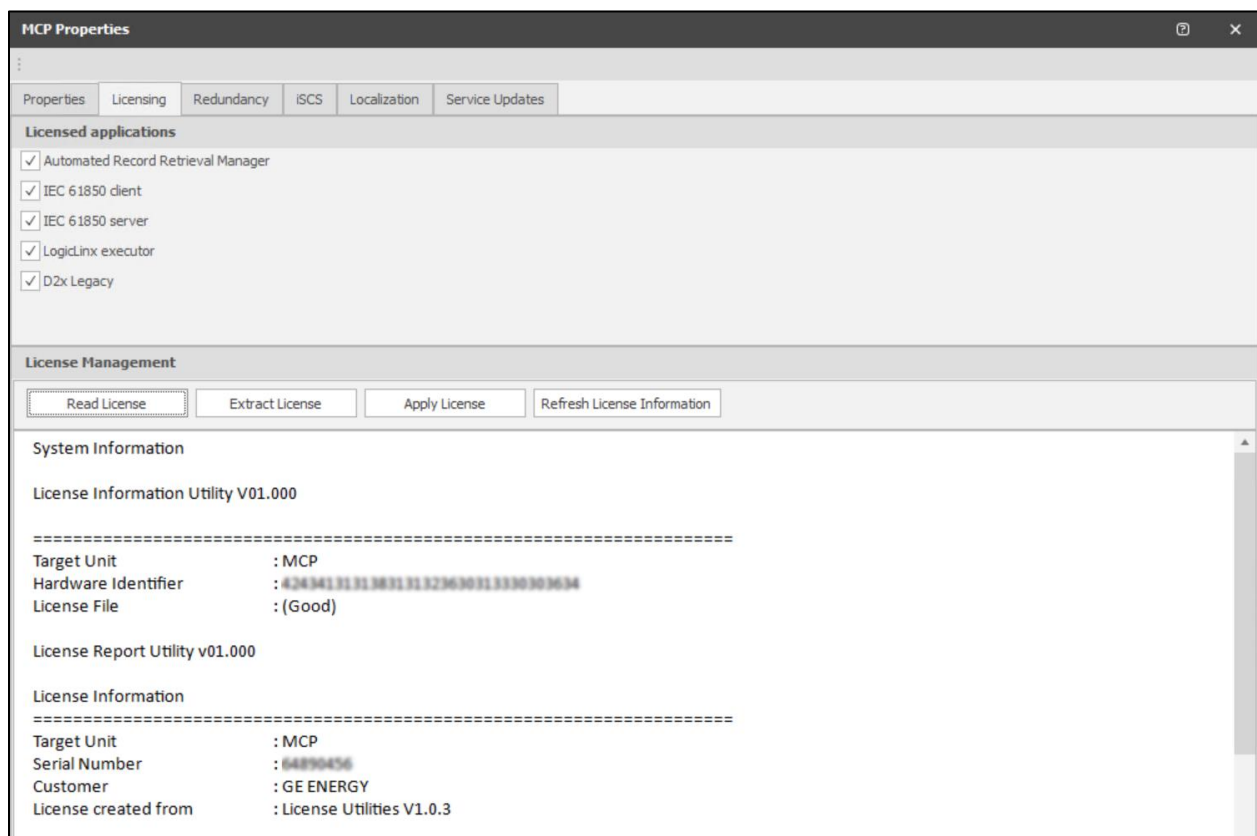 MCP Properties
Properties Licensing Redundancy iSCS Localization Service Updates
Licensed applications
Automated Record Retrieval Manager
IEC 61850 client
IEC 61850 server
LogicLinx executor
D2x Legacy
License Management
Read License Extract License Apply License Refresh License Information
System Information
License Information Utility V01.000
======================================================================
Target Unit : MCP
Hardware Identifier :
License File : (Good)
License Report Utility v01.000
License Information
======================================================================
Target Unit : MCP
Serial Number :
Customer : GE ENERGY
License created from : License Utilities V1.0.3